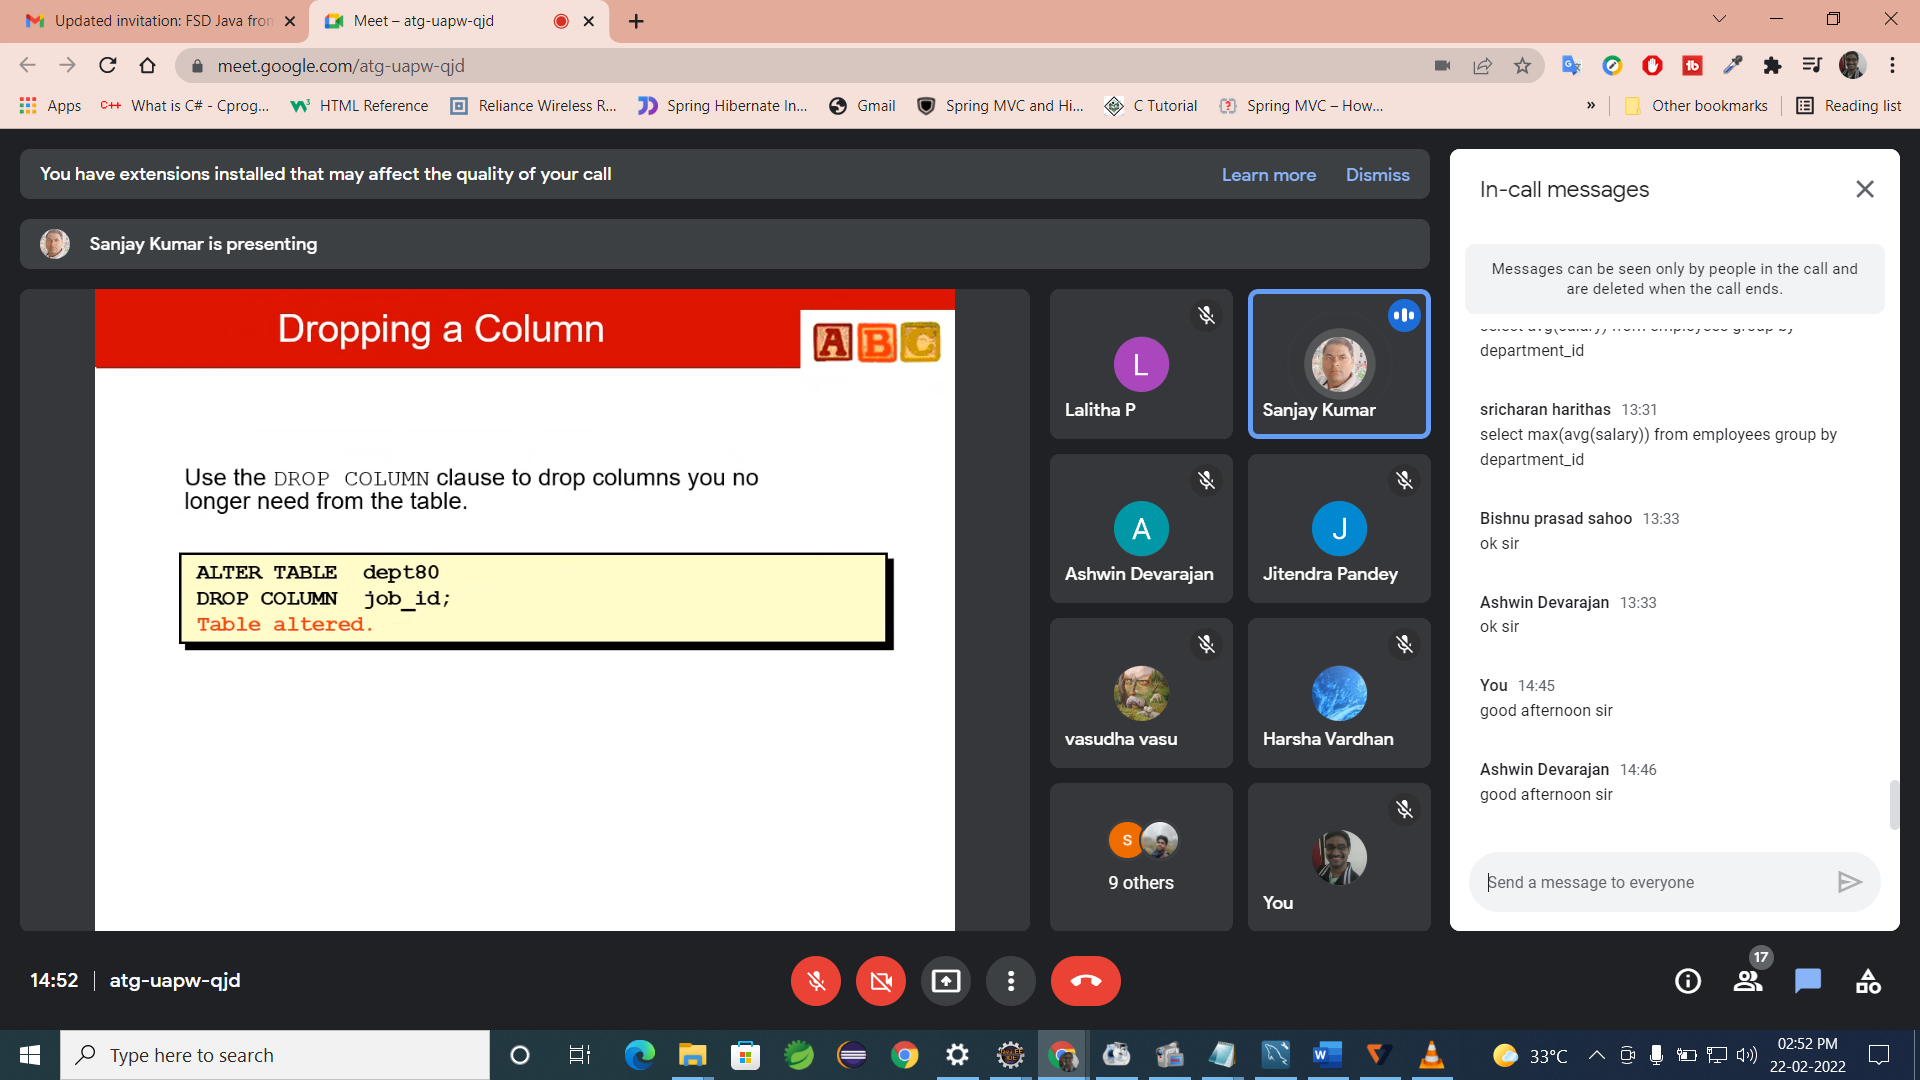 Updated invitation: FSD Java fron
Meet – atg-uapw-qjd
meet.google.com/atg-uapw-qjd
Apps
C++ What is C# - Cprog...
HTML Reference
Reliance Wireless R...
Spring Hibernate In...
Gmail
Spring MVC and Hi...
C Tutorial
Spring MVC – How...
»
Other bookmarks
Reading list
You have extensions installed that may affect the quality of your call
Learn more
Dismiss
Sanjay Kumar is presenting
Dropping a Column
A B C
Use the DROP COLUMN clause to drop columns you no
longer need from the table.
ALTER TABLE dept80
DROP COLUMN job_id;
Table altered.
L
Lalitha P
Sanjay Kumar
A
Ashwin Devarajan
J
Jitendra Pandey
vasudha vasu
Harsha Vardhan
S
9 others
You
In-call messages
Messages can be seen only by people in the call and
are deleted when the call ends.
select avg(salary) from employees group by
department_id
sricharan harithas 13:31
select max(avg(salary)) from employees group by
department_id
Bishnu prasad sahoo 13:33
ok sir
Ashwin Devarajan 13:33
ok sir
You 14:45
good afternoon sir
Ashwin Devarajan 14:46
good afternoon sir
Send a message to everyone
14:52 | atg-uapw-qjd
17
Type here to search
33°C
02:52 PM
22-02-2022